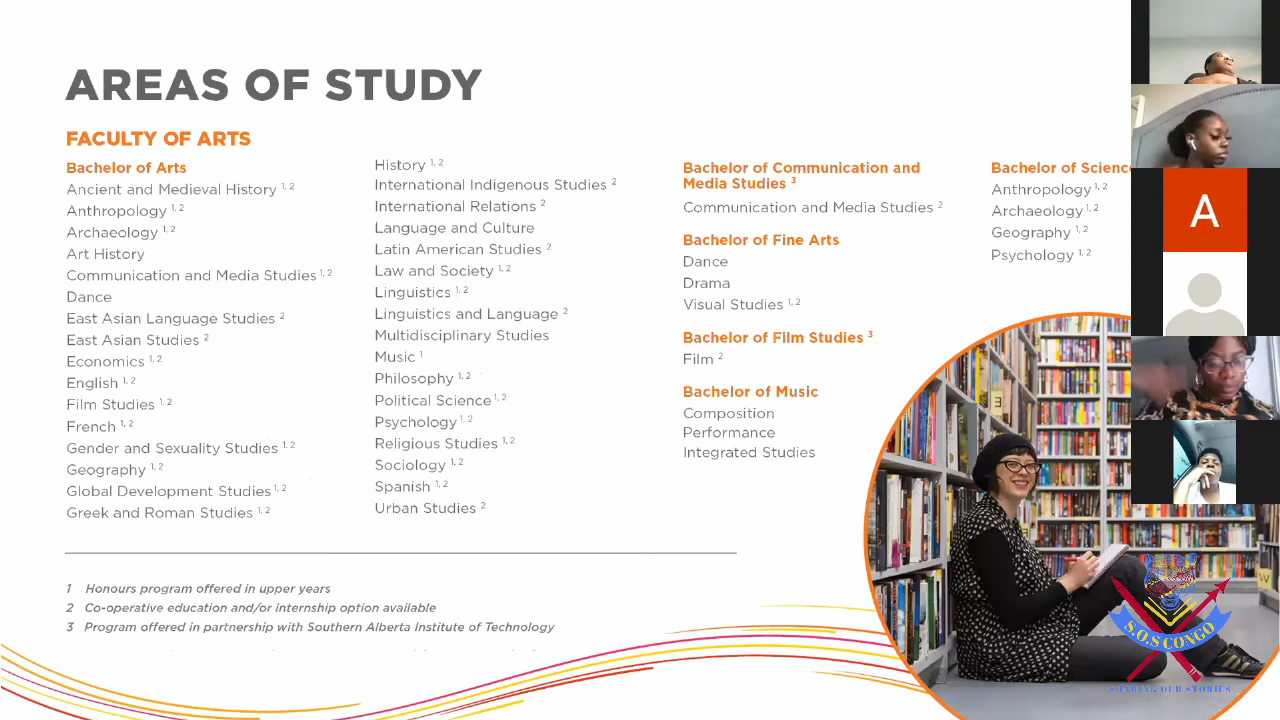 AREAS OF STUDY
FACULTY OF ARTS
Bachelor of Arts
Ancient and Medieval History 1, 2
Anthropology 1, 2
Archaeology 1, 2
Art History
Communication and Media Studies 1, 2
Dance
East Asian Language Studies 2
East Asian Studies 2
Economics 1, 2
English 1, 2
Film Studies 1, 2
French 1, 2
Gender and Sexuality Studies 1, 2
Geography 1, 2
Global Development Studies 1, 2
Greek and Roman Studies 1, 2
History 1, 2
International Indigenous Studies 2
International Relations 2
Language and Culture
Latin American Studies 2
Law and Society 1, 2
Linguistics 1, 2
Linguistics and Language 2
Multidisciplinary Studies
Music 1
Philosophy 1, 2
Political Science 1, 2
Psychology 1, 2
Religious Studies 1, 2
Sociology 1, 2
Spanish 1, 2
Urban Studies 2
Bachelor of Communication and
Media Studies 3
Communication and Media Studies 2
Bachelor of Fine Arts
Dance
Drama
Visual Studies 1, 2
Bachelor of Film Studies 3
Film 2
Bachelor of Music
Composition
Performance
Integrated Studies
Bachelor of Science
Anthropology 1, 2
Archaeology 1, 2
Geography 1, 2
Psychology 1, 2
1 Honours program offered in upper years
2 Co-operative education and/or internship option available
3 Program offered in partnership with Southern Alberta Institute of Technology
A
S.O.S CONGO
SHARING OUR STORIES